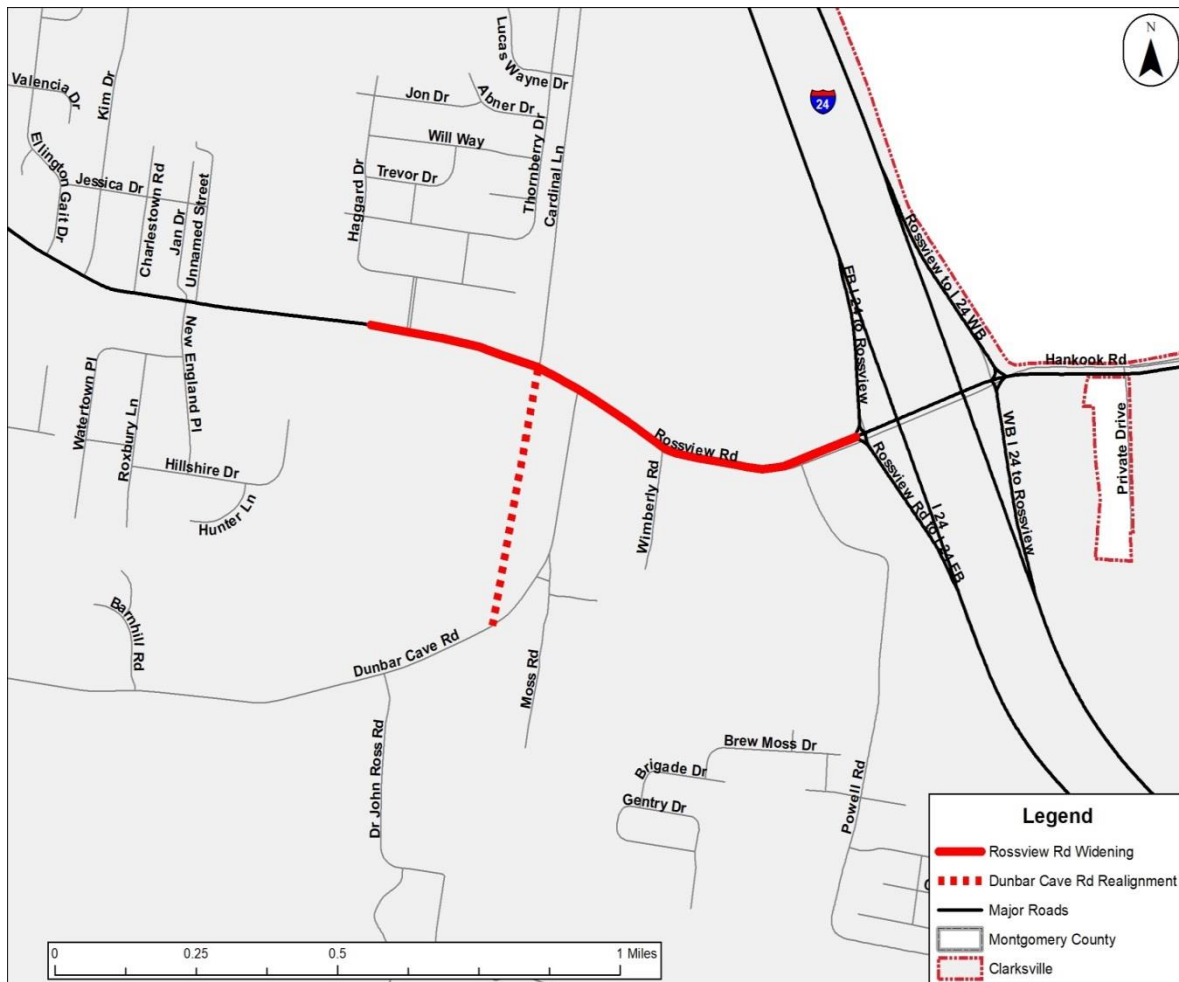 N
24
Lucas Wayne Dr
Valencia Dr
Kim Dr
Jon Dr
Abner Dr
Will Way
Trevor Dr
Thornberry Dr
Cardinal Ln
Haggard Dr
Ellington Gait Dr
Jessica Dr
Charlestown Rd
Jan Dr
Unnamed Street
Rossview to I 24 WB
EB I 24 to Rossview
Hankook Rd
Private Drive
WB I 24 to Rossview
Rossview Rd to I 24 EB
I 24
Watertown Pl
Roxbury Ln
New England Pl
Hillshire Dr
Hunter Ln
Rossview Rd
Wimberly Rd
Barnhill Rd
Dunbar Cave Rd
Moss Rd
Dr John Ross Rd
Brew Moss Dr
Brigade Dr
Gentry Dr
Powell Rd
Legend
Rossview Rd Widening
Dunbar Cave Rd Realignment
Major Roads
Montgomery County
Clarksville
0 0.25 0.5 1 Miles